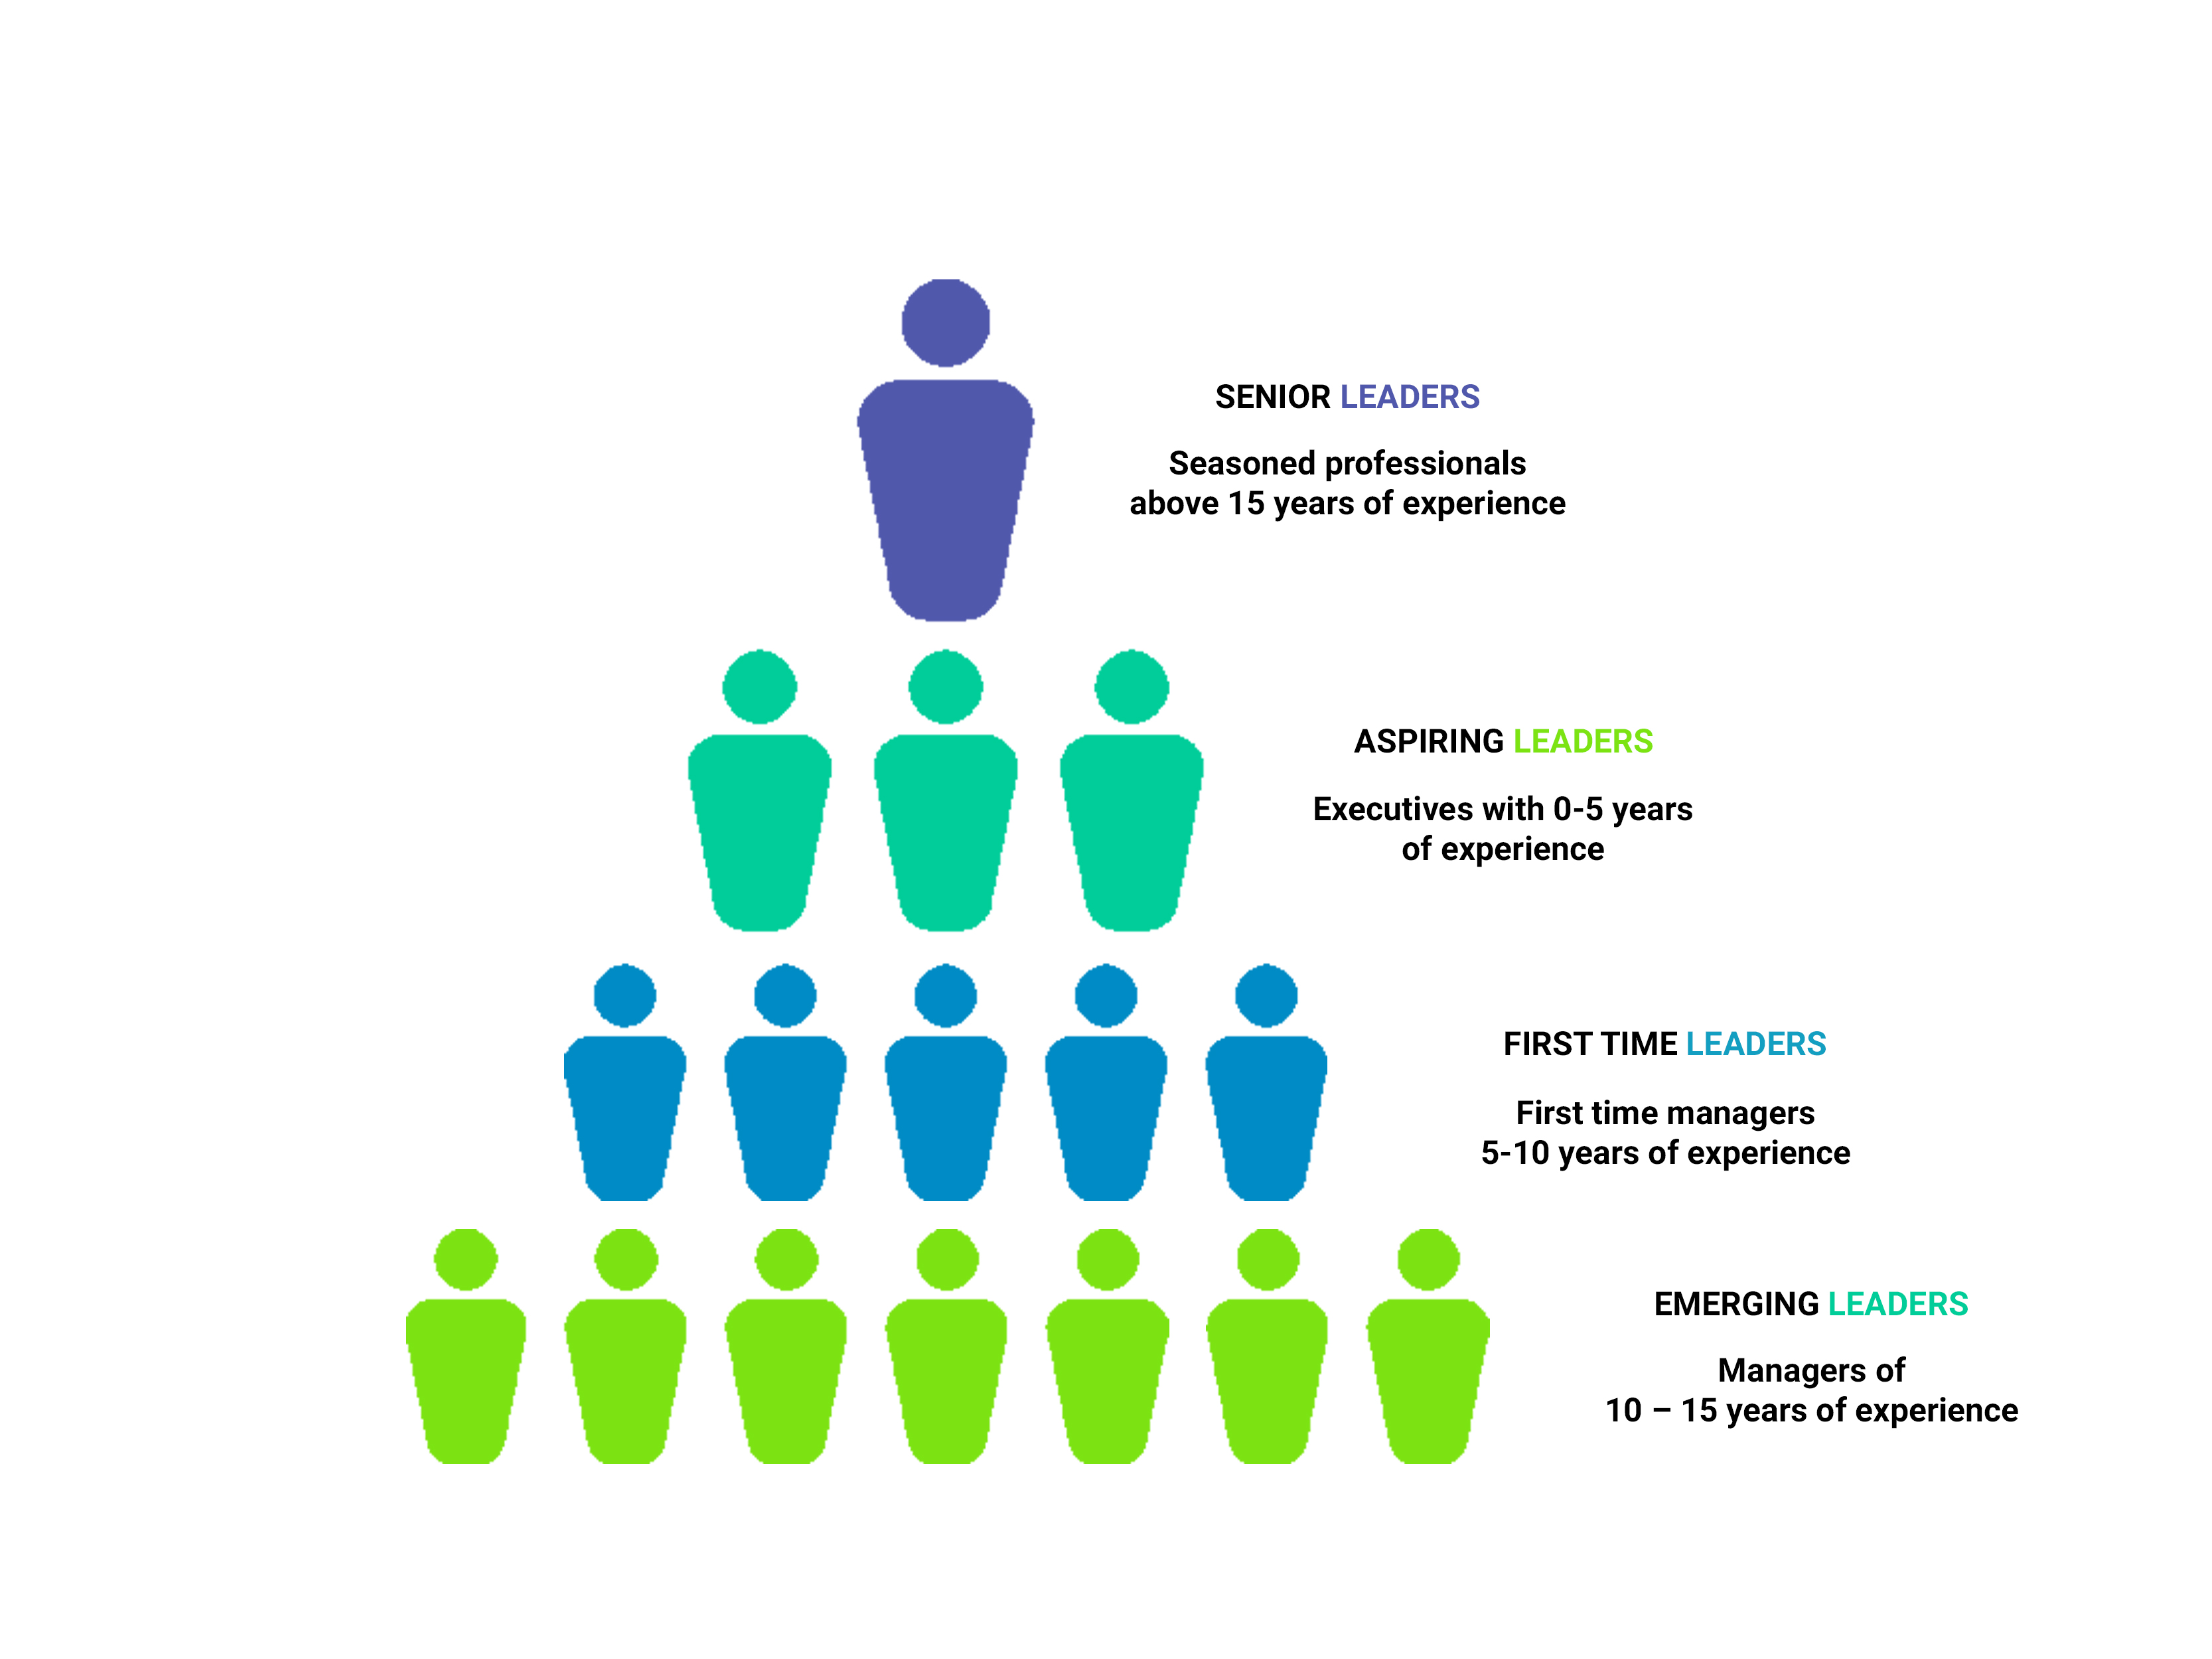 SENIOR LEADERS
Seasoned professionals
above 15 years of experience
ASPIRING LEADERS
Executives with 0-5 years
of experience
FIRST TIME LEADERS
First time managers
5-10 years of experience
EMERGING LEADERS
Managers of
10 – 15 years of experience